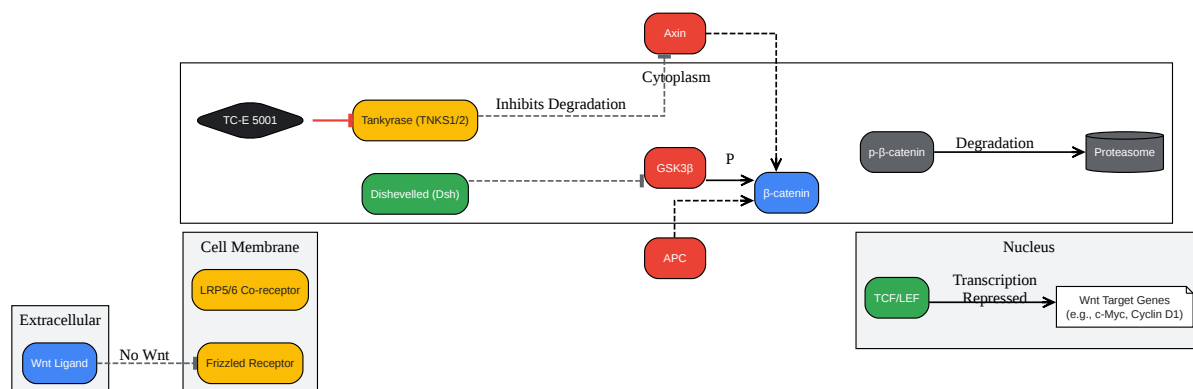 Axin
Cytoplasm
TC-E 5001
Tankyrase (TNKS1/2)
Inhibits Degradation
p-β-catenin
Degradation
Proteasome
Dishevelled (Dsh)
GSK3β
P
β-catenin
APC
Cell Membrane
LRP5/6 Co-receptor
Nucleus
TCF/LEF
Transcription
Repressed
Wnt Target Genes
(e.g., c-Myc, Cyclin D1)
Extracellular
Wnt Ligand
No Wnt
Frizzled Receptor